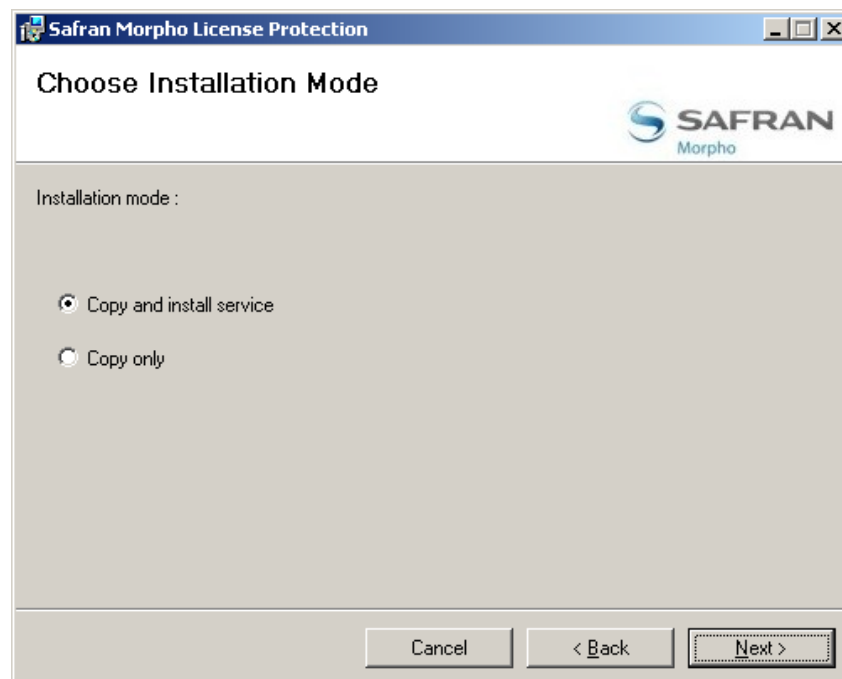 Safran Morpho License Protection
Choose Installation Mode
SAFRAN
Morpho
Installation mode :
Copy and install service
Copy only
Cancel < Back Next >